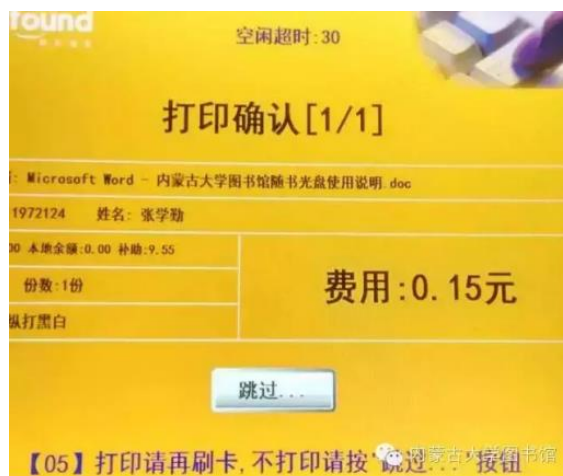 found
空闲超时:30
打印确认[1/1]
: Microsoft Word - 内蒙古大学图书馆随书光盘使用说明.doc
1972124 姓名: 张学勤
00 本地余额:0.00 补助:9.55
份数:1份
费用:0.15元
纵打黑白
跳过...
【05】打印请再刷卡,不打印请按"跳过..."按钮
内蒙古大学图书馆